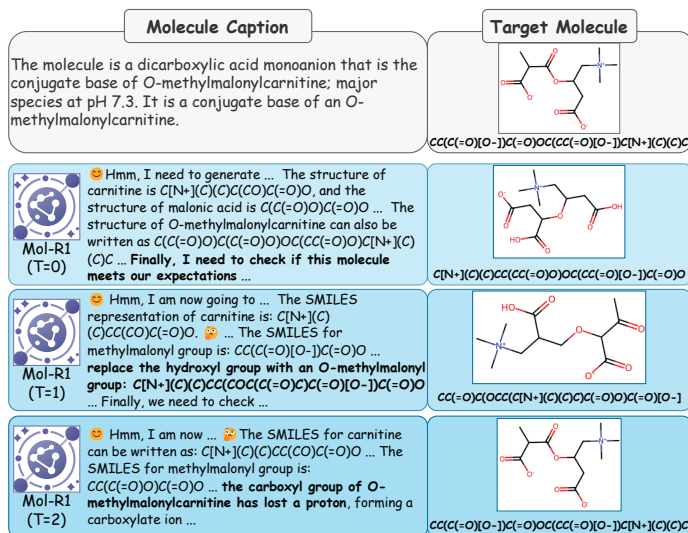 Molecule Caption
Target Molecule
The molecule is a dicarboxylic acid monoanion that is the
conjugate base of O-methylmalonylcarnitine; major
species at pH 7.3. It is a conjugate base of an O-
methylmalonylcarnitine.
N+
O
O
O-
O
O
O-
CC(C(=O)[O-])C(=O)OC(CC(=O)[O-])C[N+](C)(C)C
Mol-R1
(T=0)
Hmm, I need to generate ... The structure of
carnitine is C[N+](C)(C)C(CO)C(=O)O, and the
structure of malonic acid is C(C(=O)O)C(=O)O ... The
structure of O-methylmalonylcarnitine can also be
written as C(C(=O)O)C(C(=O)O)OC(CC(=O)O)C[N+](C)
(C)C ... Finally, I need to check if this molecule
meets our expectations ...
N+
O-
O
O
OH
O
HO
O
C[N+](C)(C)CC(CC(=O)O)OC(CC(=O)[O-])C(=O)O
Mol-R1
(T=1)
Hmm, I am now going to ... The SMILES
representation of carnitine is: C[N+](C)
(C)CC(CO)C(=O)O. ... The SMILES for
methylmalonyl group is: CC(C(=O)[O-])C(=O)O ...
replace the hydroxyl group with an O-methylmalonyl
group: C[N+](C)(C)CC(COC(C(=O)C)C(=O)[O-])C(=O)O
... Finally, we need to check ...
HO
O
O
O
N+
O-
O
CC(=O)C(OCC(C[N+](C)(C)C)C(=O)O)C(=O)[O-]
Mol-R1
(T=2)
Hmm, I am now ... The SMILES for carnitine
can be written as: C[N+](C)(C)CC(CO)C(=O)O ... The
SMILES for methylmalonyl group is:
CC(C(=O)O)C(=O)O ... the carboxyl group of O-
methylmalonylcarnitine has lost a proton, forming a
carboxylate ion ...
N+
O
O
O-
O
O
O-
CC(C(=O)[O-])C(=O)OC(CC(=O)[O-])C[N+](C)(C)C